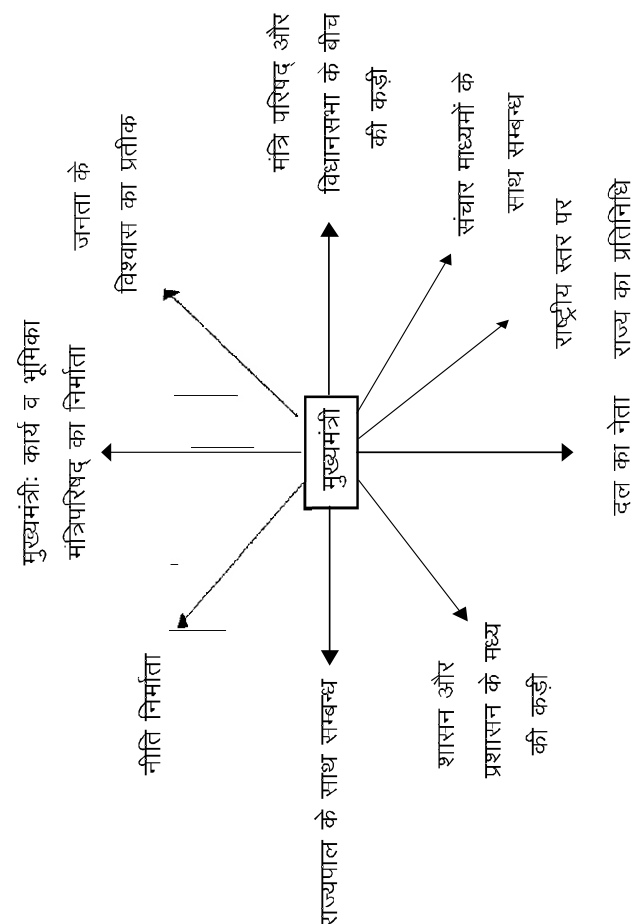 मुख्यमंत्रीः कार्य व भूमिका
मंत्रिपरिषद् का निर्माता
जनता के
विश्वास का प्रतीक
नीति निर्माता
मंत्रि परिषद् और
विधानसभा के बीच
की कड़ी
मुख्यमंत्री
राज्यपाल के साथ सम्बन्ध
संचार माध्यमों के
साथ सम्बन्ध
शासन और
प्रशासन के मध्य
की कड़ी
राष्ट्रीय स्तर पर
राज्य का प्रतिनिधि
दल का नेता